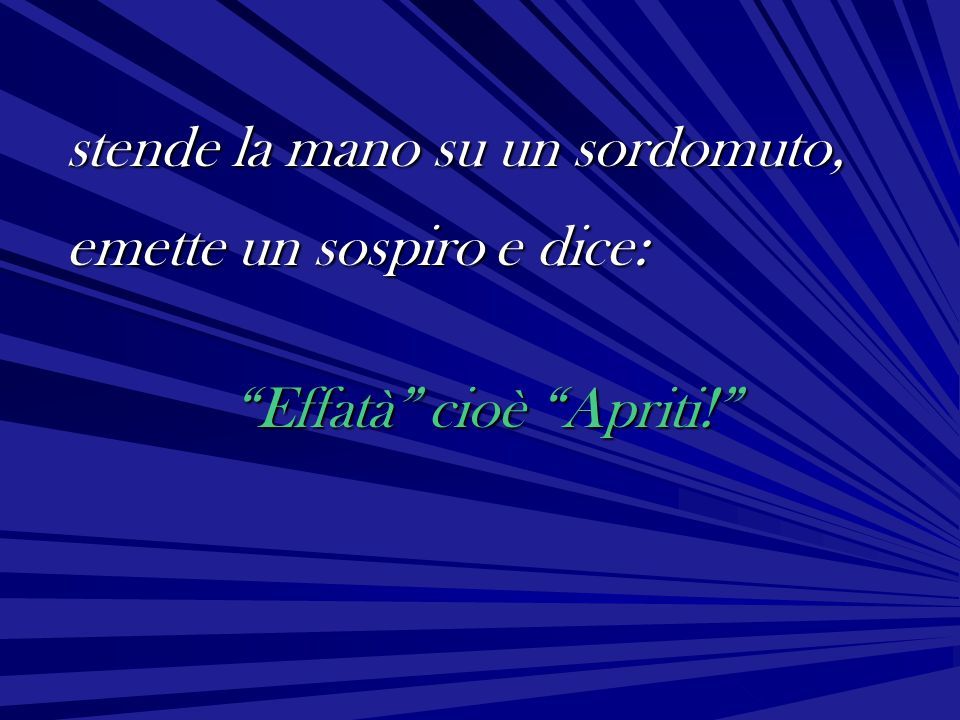 stende la mano su un sordomuto,
emette un sospiro e dice:
“Effatà” cioè “Apriti!”